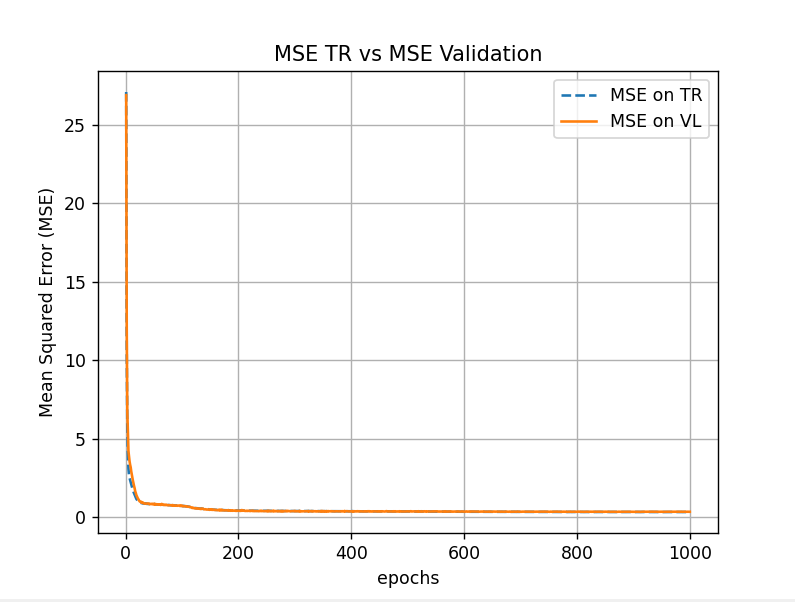 MSE TR vs MSE Validation
MSE on TR
MSE on VL
Mean Squared Error (MSE)
25
20
15
10
5
0
0 200 400 600 800 1000
epochs